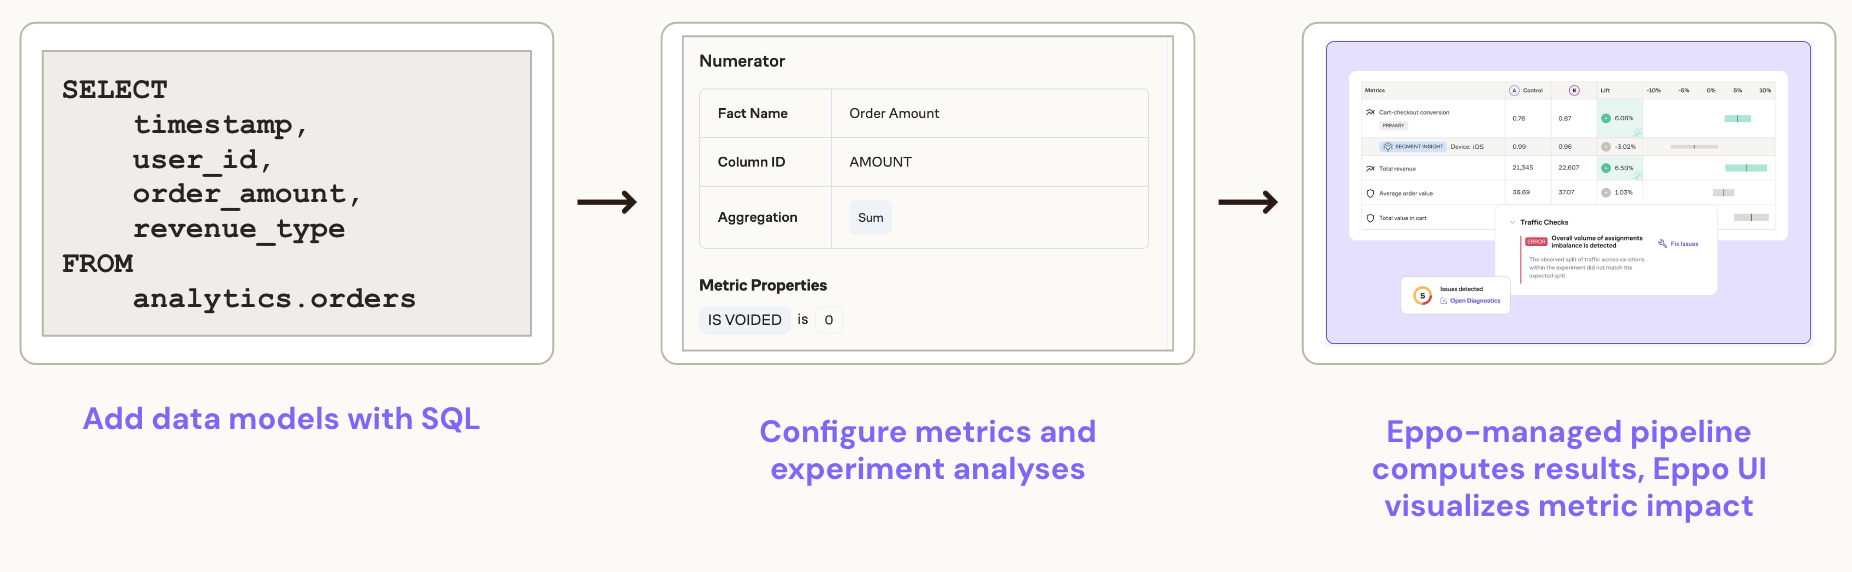 SELECT
timestamp,
user_id,
order_amount,
revenue_type
FROM
analytics.orders
Add data models with SQL
Numerator
Fact Name Order Amount
Column ID AMOUNT
Aggregation Sum
Metric Properties
IS VOIDED is 0
Configure metrics and
experiment analyses
Metrics A Control B Lift -10% -5% 0% 5% 10%
Cart-checkout conversion 0.76 0.87 6.06%
PRIMARY
SEGMENT INSIGHT Device: iOS 0.99 0.96 -3.02%
Total revenue 21,345 22,607 6.50%
Average order value 36.69 37.07 1.03%
Total value in cart
Traffic Checks
ERROR Overall volume of assignments
imbalance is detected
Fix Issues
The observed split of traffic across variations
within the experiment did not match the
expected split.
5 Issues detected
Open Diagnostics
Eppo-managed pipeline
computes results, Eppo UI
visualizes metric impact